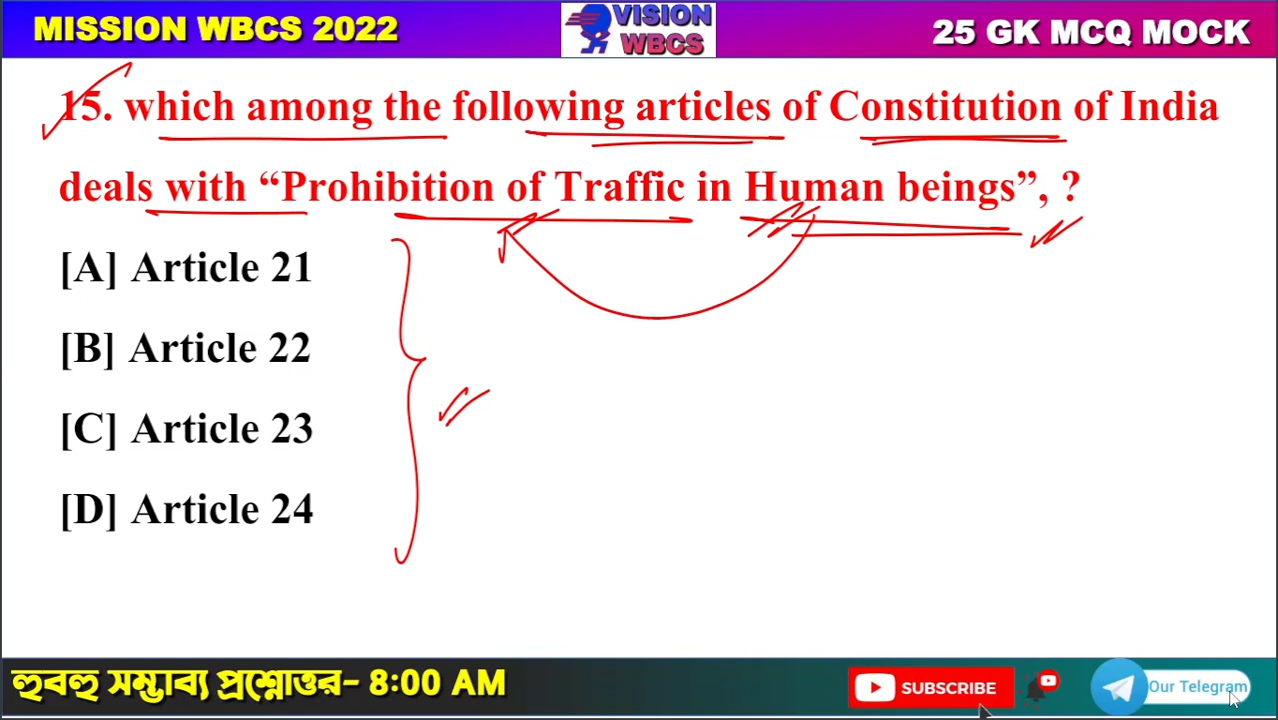 MISSION WBCS 2022
VISION
WBCS
25 GK MCQ MOCK
15. which among the following articles of Constitution of India
deals with “Prohibition of Traffic in Human beings”, ?
[A] Article 21
[B] Article 22
[C] Article 23
[D] Article 24
হুবহু সম্ভাব্য প্রশ্নোত্তর- 8:00 AM
SUBSCRIBE
Our Telegram